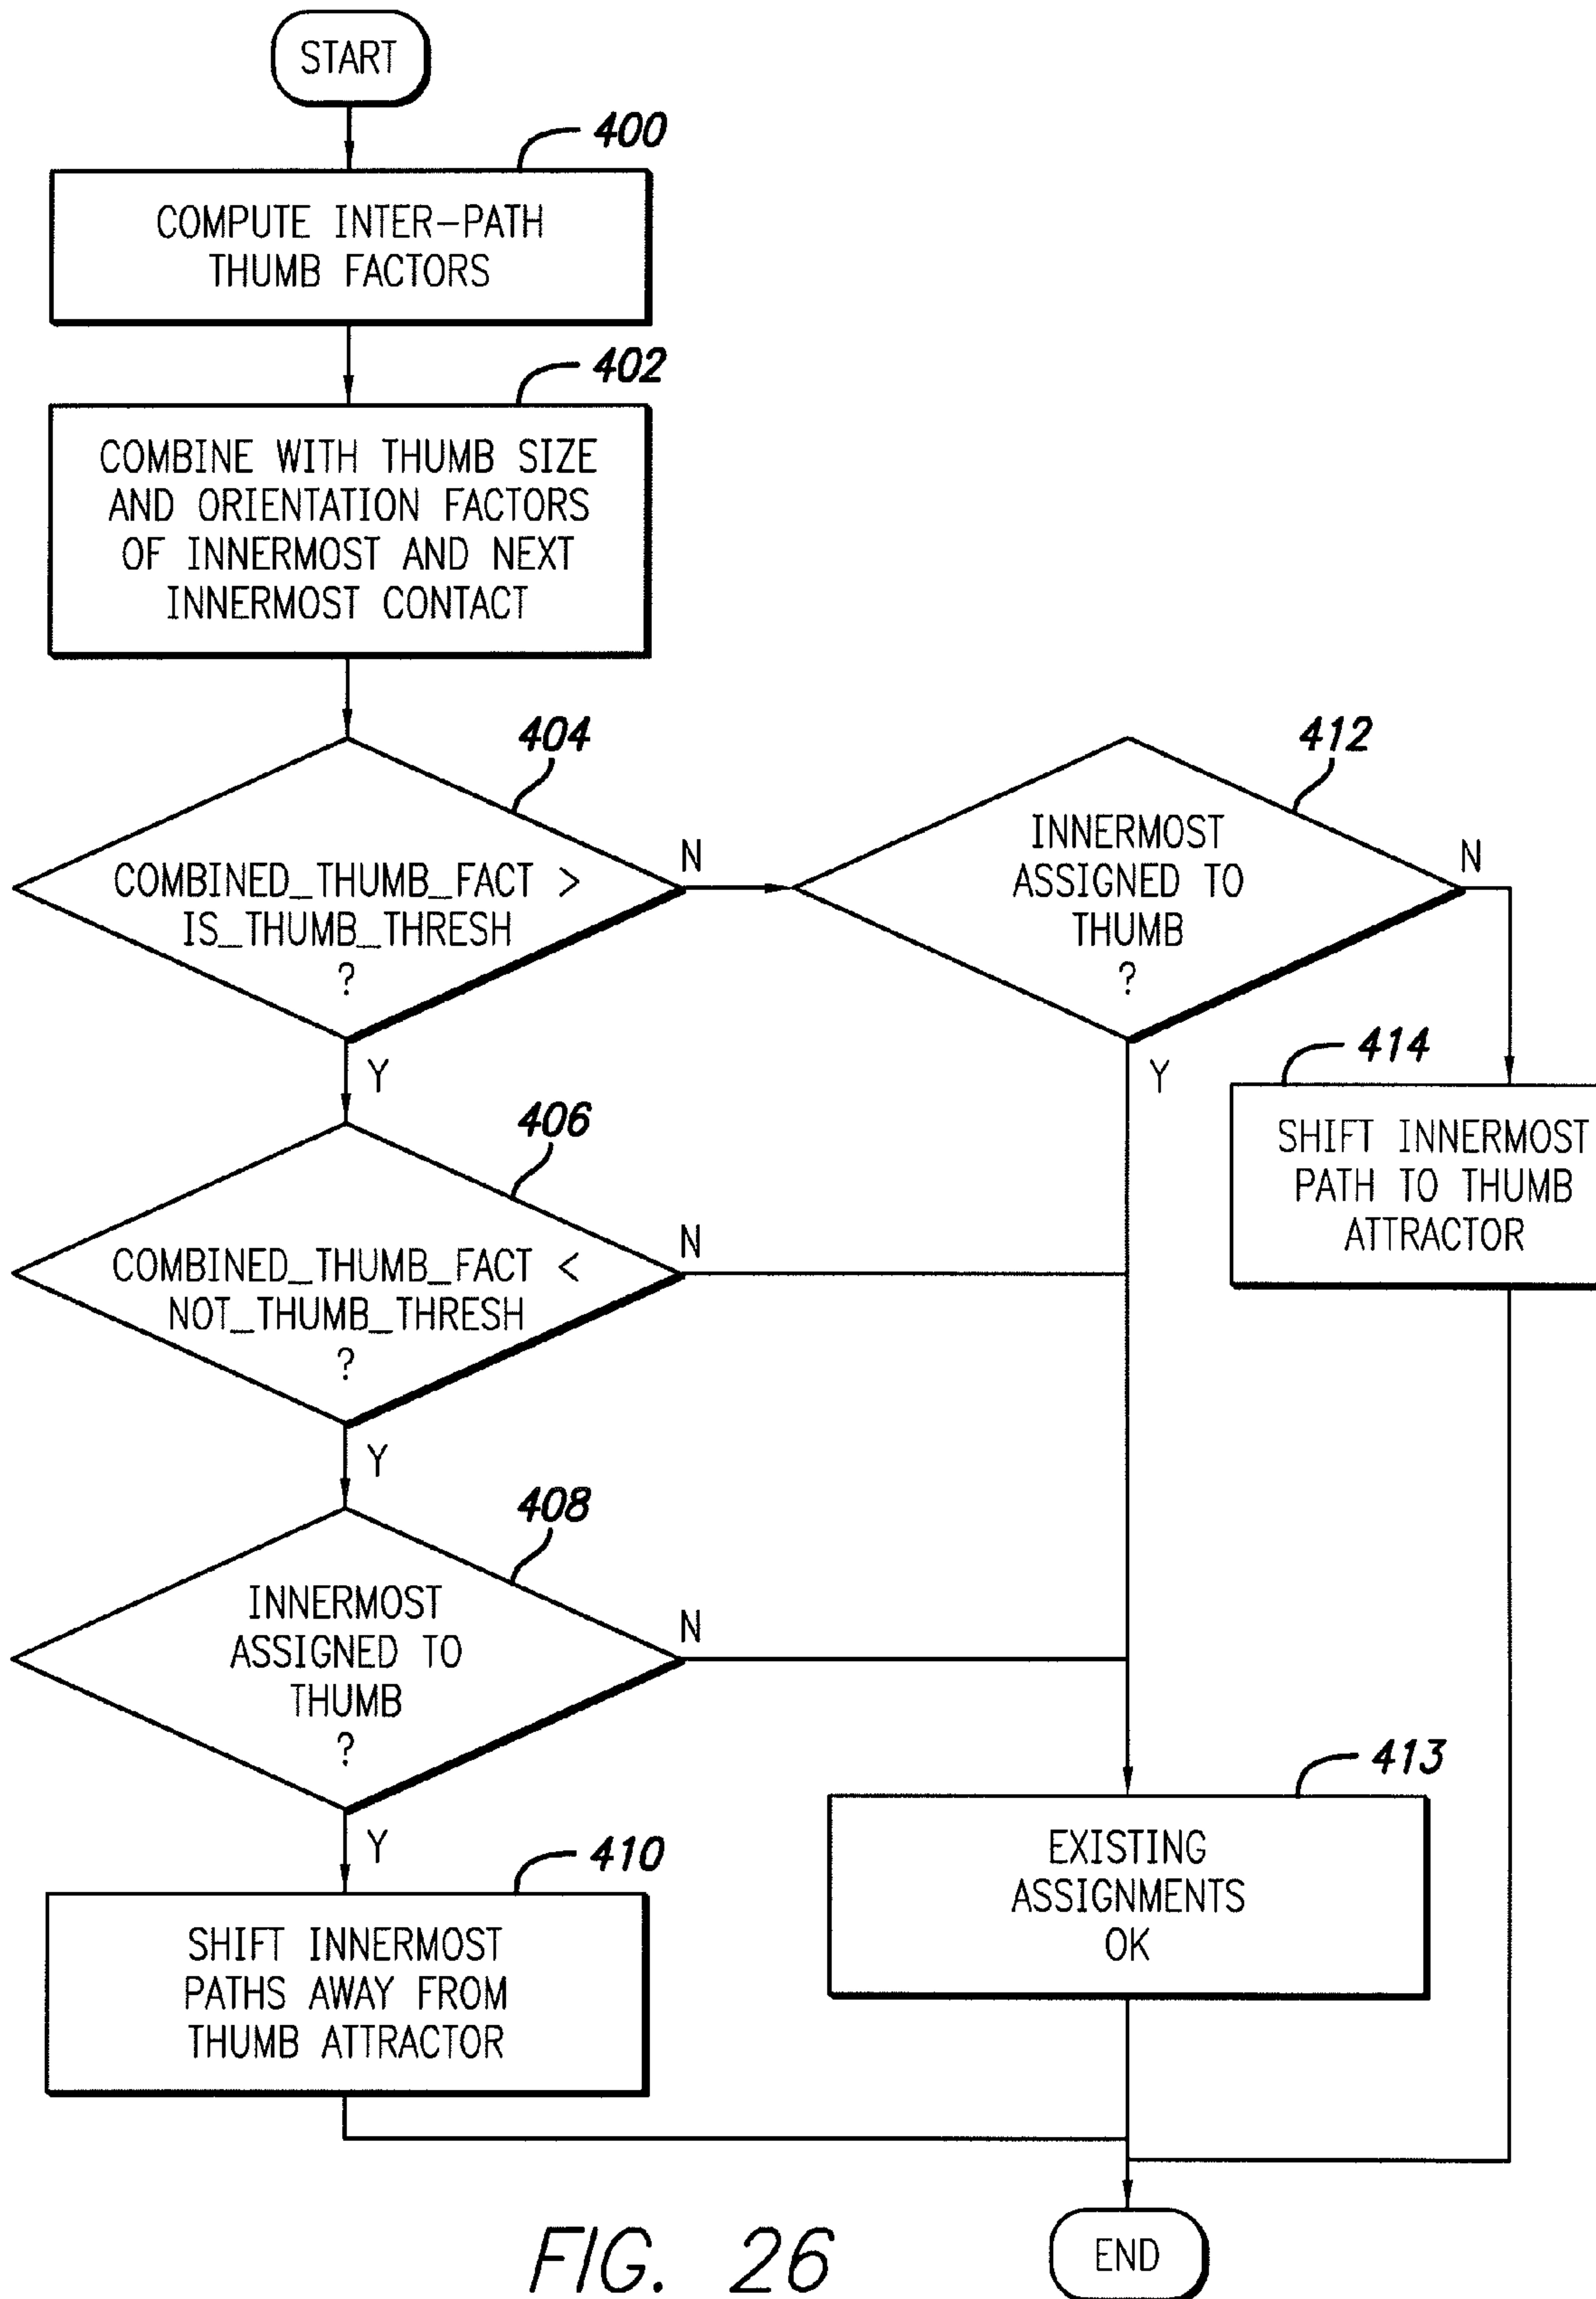 START
400
COMPUTE INTER-PATH
THUMB FACTORS
402
COMBINE WITH THUMB SIZE
AND ORIENTATION FACTORS
OF INNERMOST AND NEXT
INNERMOST CONTACT
404
COMBINED_THUMB_FACT >
IS_THUMB_THRESH
?
N
Y
412
INNERMOST
ASSIGNED TO
THUMB
?
N
Y
414
SHIFT INNERMOST
PATH TO THUMB
ATTRACTOR
406
COMBINED_THUMB_FACT <
NOT_THUMB_THRESH
?
N
Y
408
INNERMOST
ASSIGNED TO
THUMB
?
N
Y
410
SHIFT INNERMOST
PATHS AWAY FROM
THUMB ATTRACTOR
413
EXISTING
ASSIGNMENTS
OK
END
FIG. 26